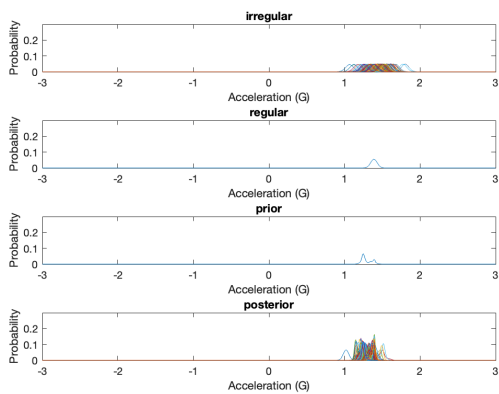 irregular
Probability
0.2
0.1
0
-3 -2 -1 0 1 2 3
Acceleration (G)
regular
Probability
0.2
0.1
0
-3 -2 -1 0 1 2 3
Acceleration (G)
prior
Probability
0.2
0.1
0
-3 -2 -1 0 1 2 3
Acceleration (G)
posterior
Probability
0.2
0.1
0
-3 -2 -1 0 1 2 3
Acceleration (G)